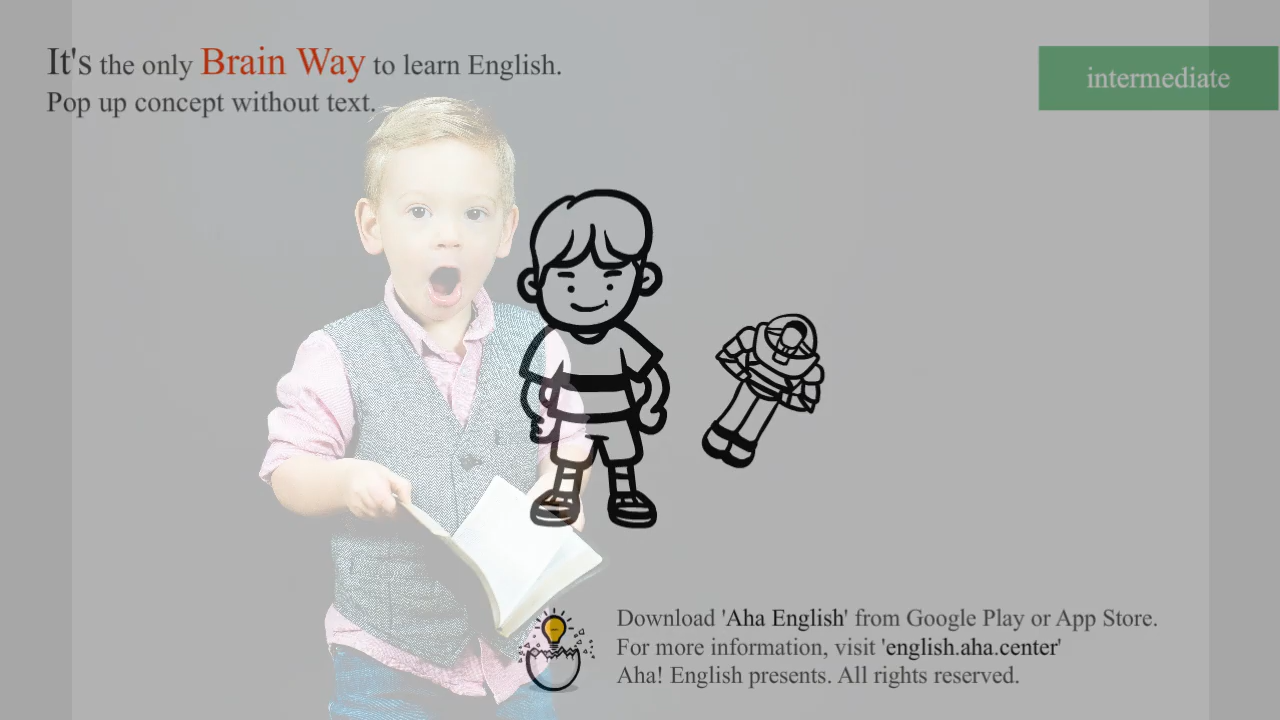 It's the only Brain Way to learn English.
Pop up concept without text.
intermediate
Download 'Aha English' from Google Play or App Store.
For more information, visit 'english.aha.center'
Aha! English presents. All rights reserved.